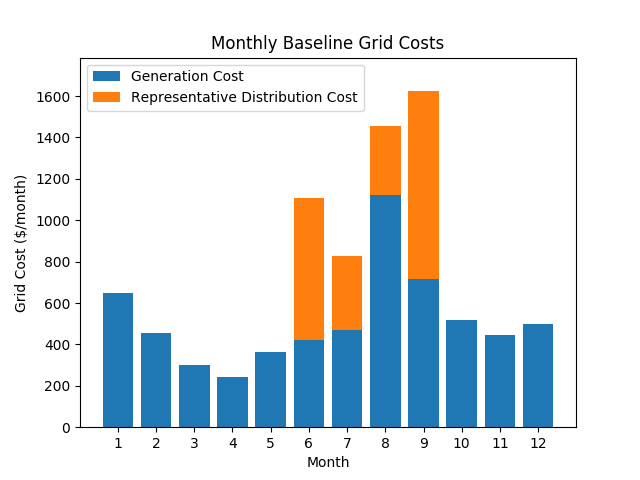 Monthly Baseline Grid Costs
Generation Cost
Representative Distribution Cost
Grid Cost ($/month)
1600
1400
1200
1000
800
600
400
200
0
1 2 3 4 5 6 7 8 9 10 11 12
Month